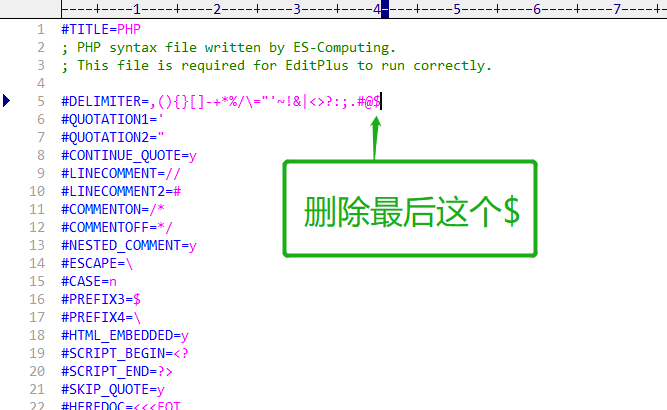 ----+----1----+----2----+----3----+----4----+----5----+----6----+----7----+
1 #TITLE=PHP
2 ; PHP syntax file written by ES-Computing.
3 ; This file is required for EditPlus to run correctly.
4
5 #DELIMITER=,(){}[]-+*%/\="'~!&|<>?:;.#@$
6 #QUOTATION1='
7 #QUOTATION2="
8 #CONTINUE_QUOTE=y
9 #LINECOMMENT=//
10 #LINECOMMENT2=#
11 #COMMENTON=/*
12 #COMMENTOFF=*/
13 #NESTED_COMMENT=y
14 #ESCAPE=\
15 #CASE=n
16 #PREFIX3=$
17 #PREFIX4=\
18 #HTML_EMBEDDED=y
19 #SCRIPT_BEGIN=<?
20 #SCRIPT_END=?>
21 #SKIP_QUOTE=y
22 #HEREDOC=<<<EOT
删除最后这个$